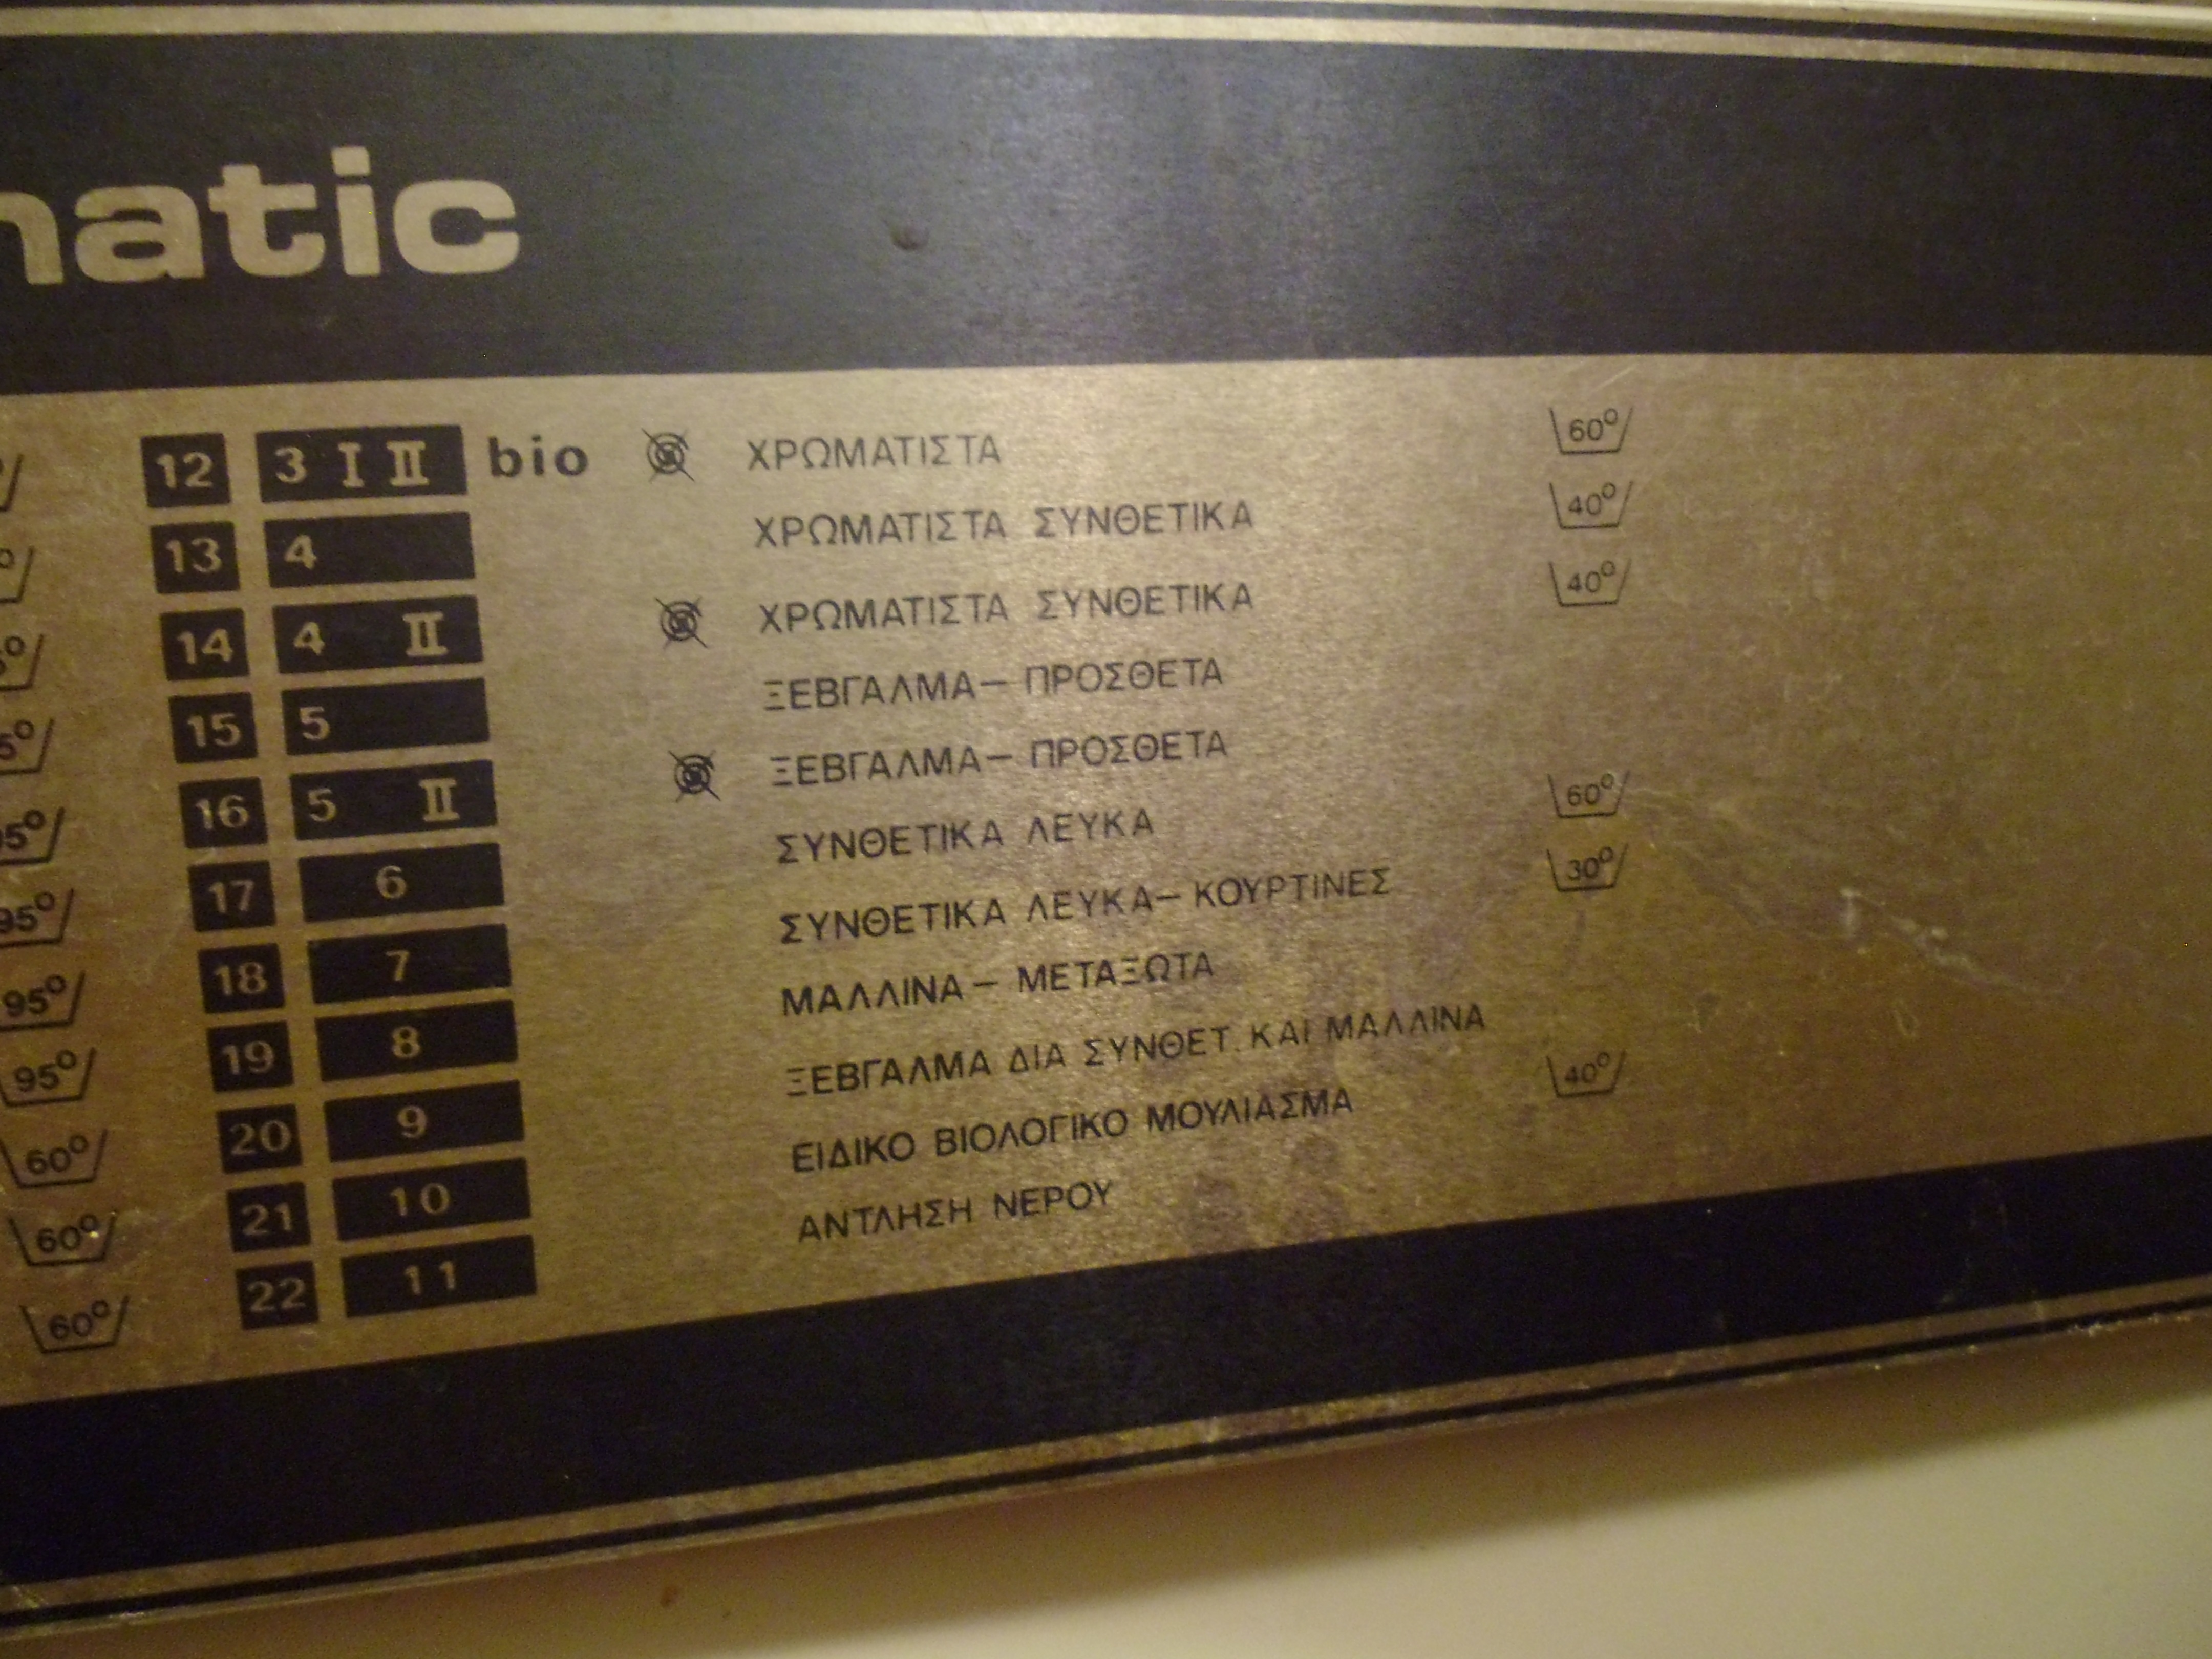 matic
12 3 I II bio ΧΡΩΜΑΤΙΣΤΑ 60°
13 4 ΧΡΩΜΑΤΙΣΤΑ ΣΥΝΘΕΤΙΚΑ 40°
14 4 II ΧΡΩΜΑΤΙΣΤΑ ΣΥΝΘΕΤΙΚΑ 40°
15 5 ΞΕΒΓΑΛΜΑ – ΠΡΟΣΘΕΤΑ
16 5 II ΞΕΒΓΑΛΜΑ – ΠΡΟΣΘΕΤΑ
95° 17 6 ΣΥΝΘΕΤΙΚΑ ΛΕΥΚΑ 60°
95° 18 7 ΣΥΝΘΕΤΙΚΑ ΛΕΥΚΑ – ΚΟΥΡΤΙΝΕΣ 30°
95° 19 8 ΜΑΛΛΙΝΑ – ΜΕΤΑΞΩΤΑ
95° 20 9 ΞΕΒΓΑΛΜΑ ΔΙΑ ΣΥΝΘΕΤ. ΚΑΙ ΜΑΛΛΙΝΑ
60° 21 10 ΕΙΔΙΚΟ ΒΙΟΛΟΓΙΚΟ ΜΟΥΛΙΑΣΜΑ 40°
60° 22 11 ΑΝΤΛΗΣΗ ΝΕΡΟΥ
60°